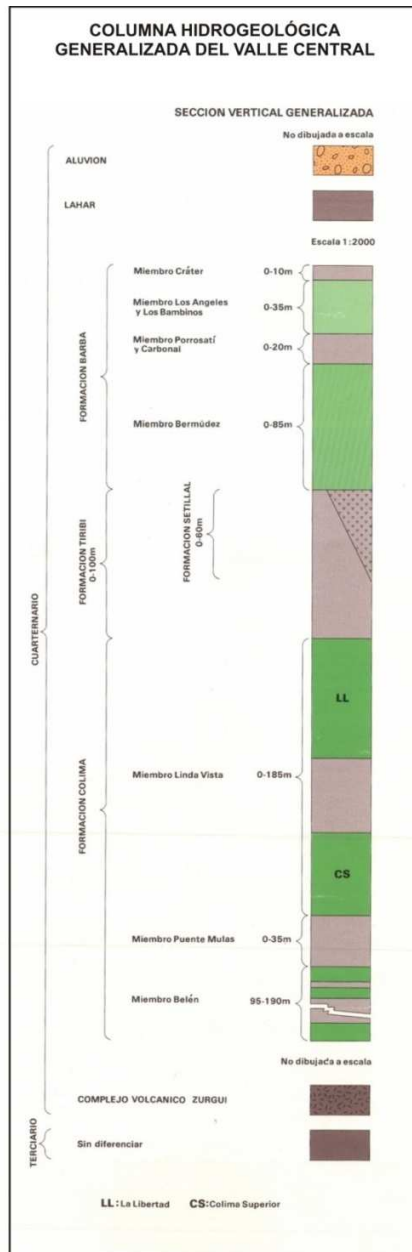 COLUMNA HIDROGEOLÓGICA
GENERALIZADA DEL VALLE CENTRAL
SECCION VERTICAL GENERALIZADA
No dibujada a escala
ALUVION
LAHAR
Escala 1:2000
Miembro Cráter 0-10m
Miembro Los Angeles
y Los Bambinos 0-35m
Miembro Porrosatí
y Carbonal 0-20m
FORMACION BARBA
Miembro Bermúdez 0-85m
FORMACION TIRIBI
0-100m
FORMACION SETILLAL
0-60m
CUARTERNARIO
LL
FORMACION COLIMA
Miembro Linda Vista 0-185m
CS
Miembro Puente Mulas 0-35m
Miembro Belén 95-190m
No dibujada a escala
COMPLEJO VOLCANICO ZURGUI
TERCIARIO
Sin diferenciar
LL:La Libertad CS:Colima Superior